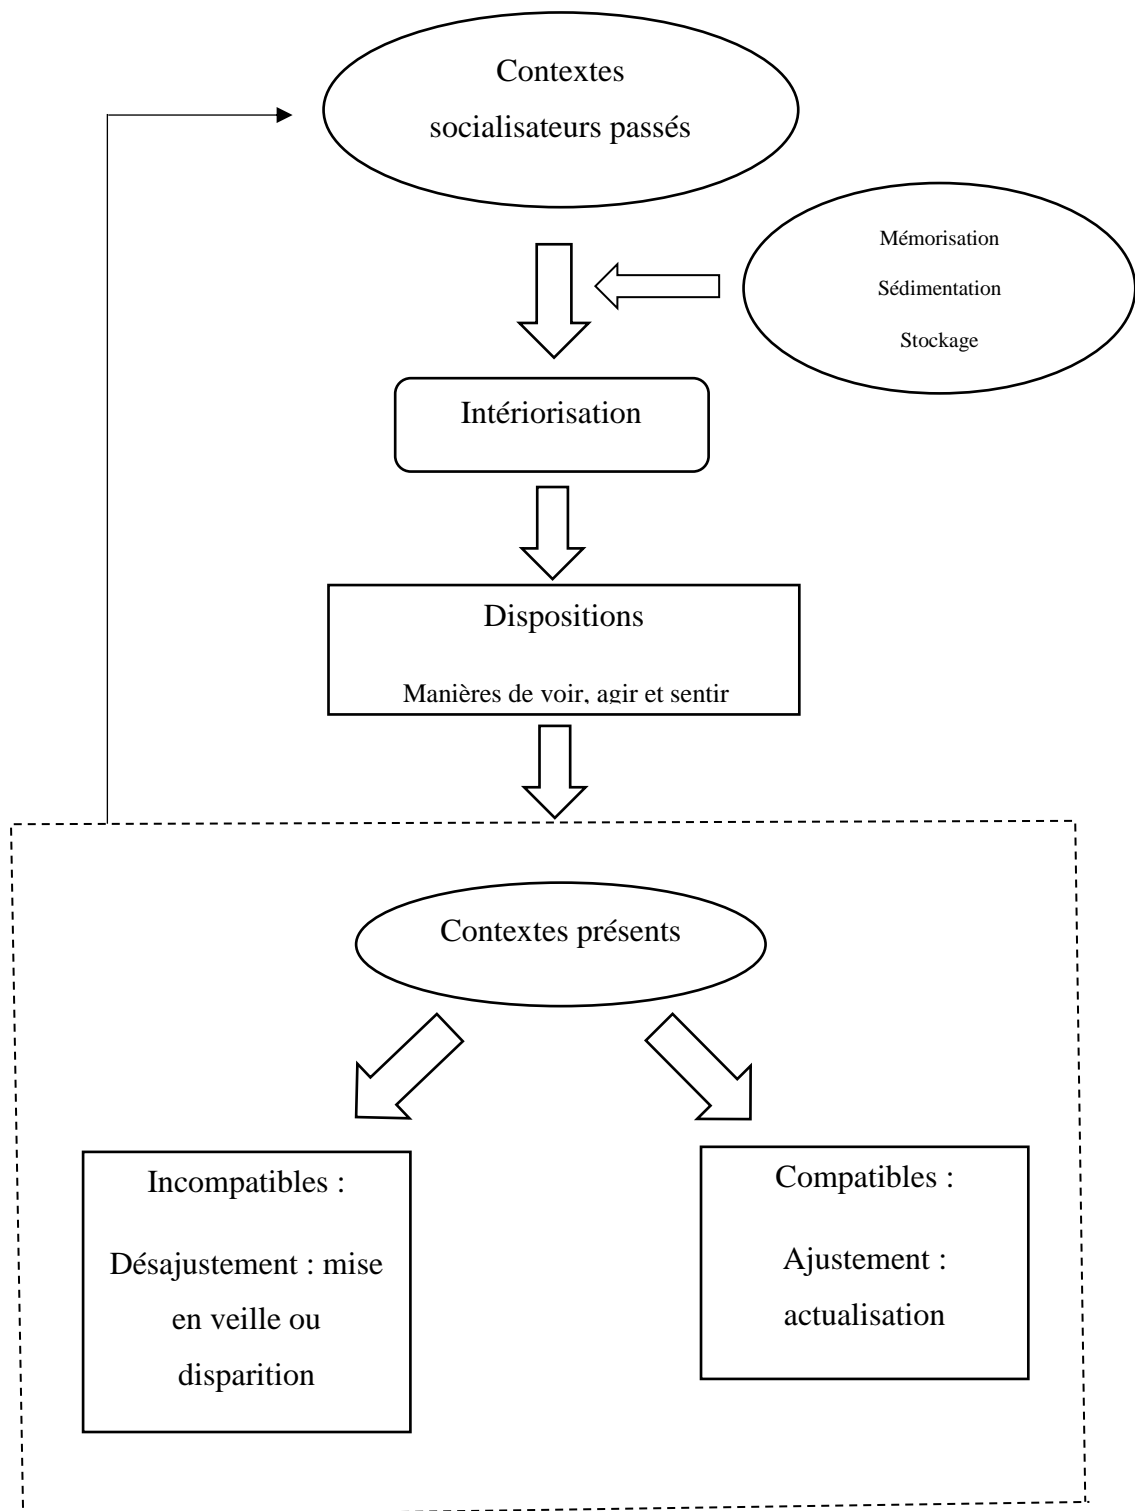 Contextes
socialisateurs passés
Mémorisation
Sédimentation
Stockage
Intériorisation
Dispositions
Manières de voir, agir et sentir
Contextes présents
Incompatibles :
Désajustement : mise
en veille ou
disparition
Compatibles :
Ajustement :
actualisation